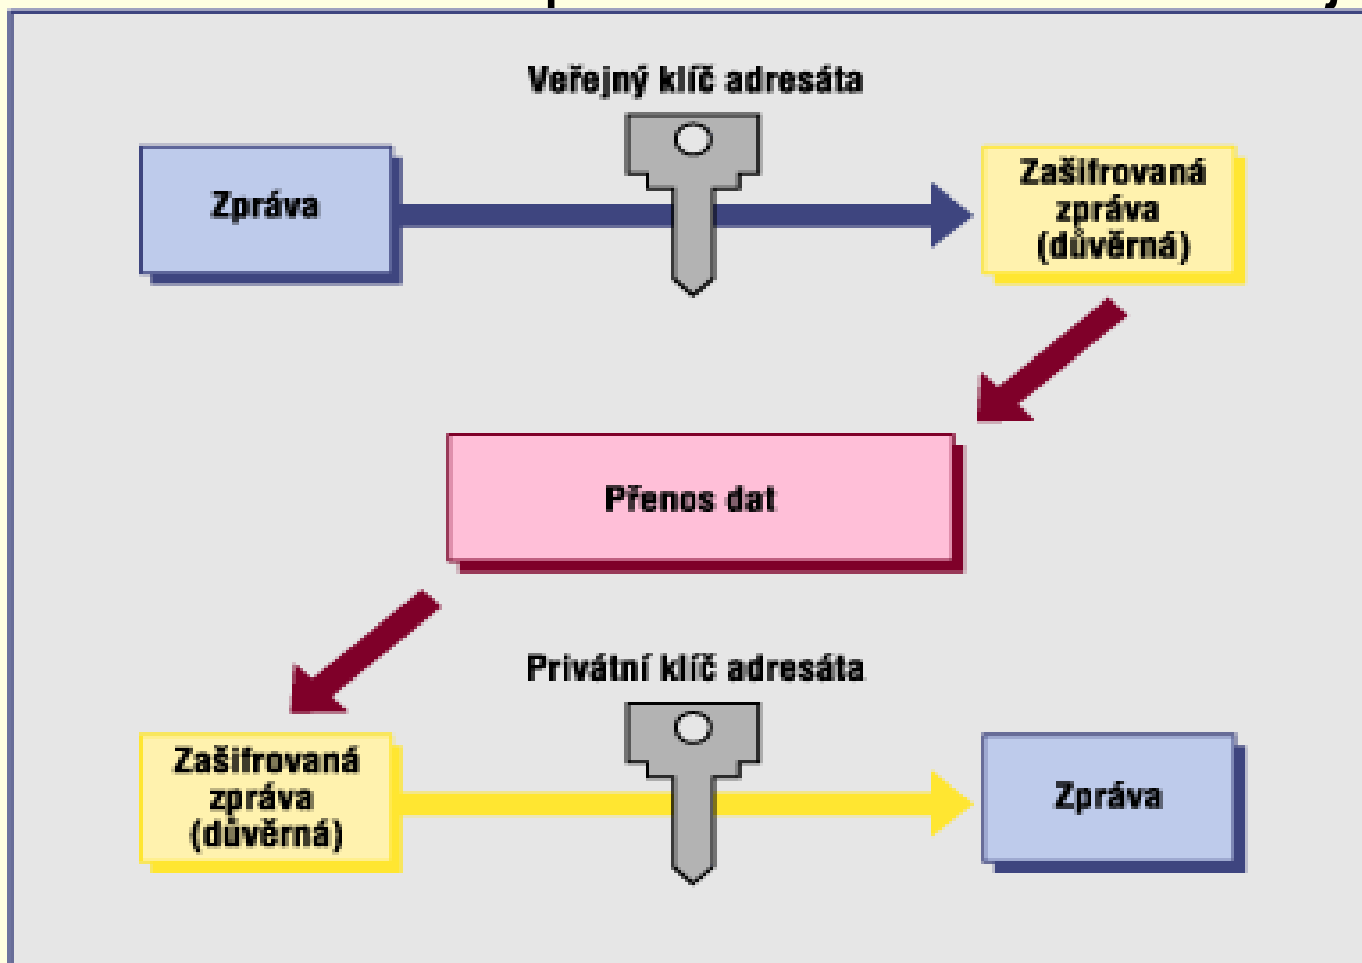 Veřejný klíč adresáta
Zpráva
Zašifrovaná
zpráva
(důvěrná)
Přenos dat
Privátní klíč adresáta
Zašifrovaná
zpráva
(důvěrná)
Zpráva